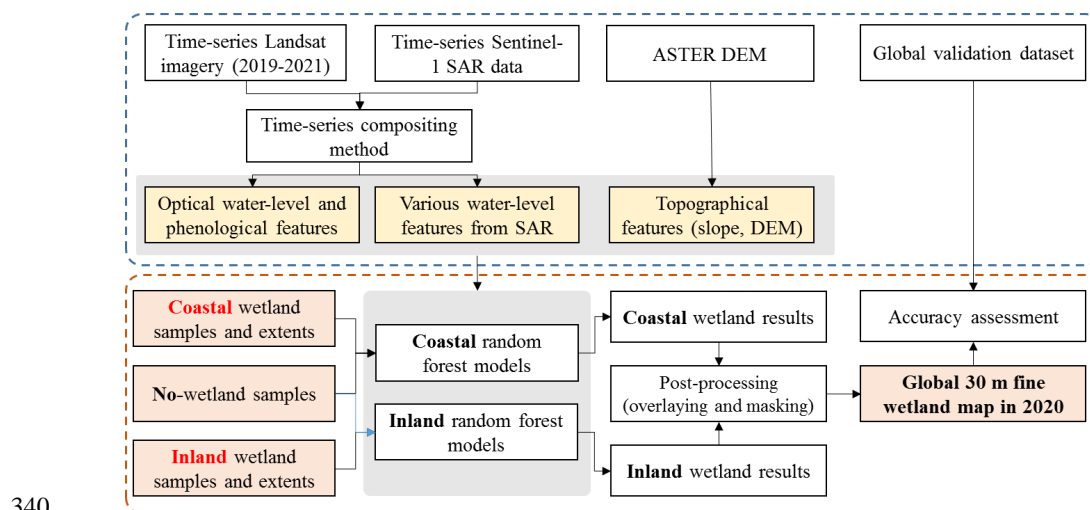 Time-series Landsat
imagery (2019-2021)
Time-series Sentinel-
1 SAR data
ASTER DEM
Global validation dataset
Time-series compositing
method
Optical water-level and
phenological features
Various water-level
features from SAR
Topographical
features (slope, DEM)
Coastal wetland
samples and extents
No-wetland samples
Inland wetland
samples and extents
Coastal random
forest models
Inland random forest
models
Coastal wetland results
Post-processing
(overlaying and masking)
Inland wetland results
Accuracy assessment
Global 30 m fine
wetland map in 2020
340